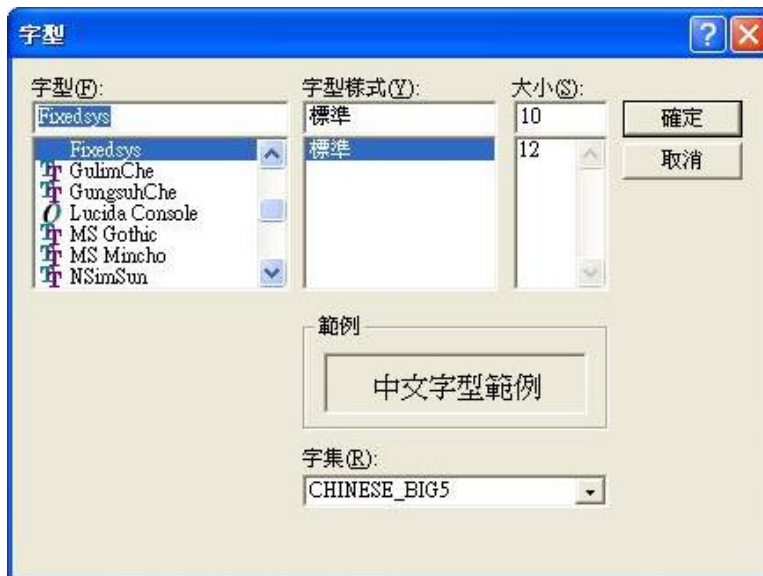 字型
字型(F):
Fixedsys
Fixedsys
GulimChe
GungsuhChe
Lucida Console
MS Gothic
MS Mincho
NSimSun
字型樣式(Y):
標準
標準
大小(S):
10
12
確定
取消
範例
中文字型範例
字集(R):
CHINESE_BIG5